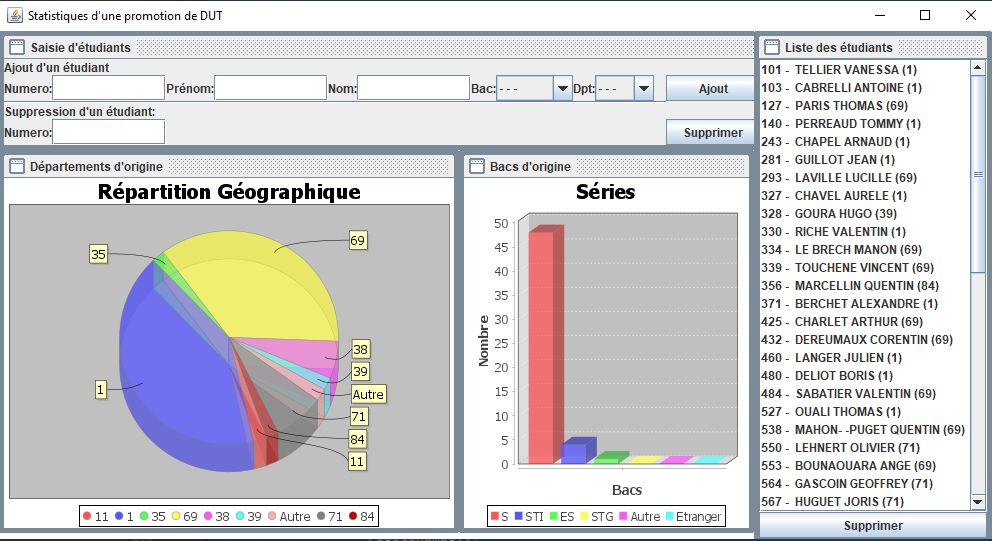 Statistiques d'une promotion de DUT
Saisie d'étudiants
Ajout d'un étudiant
Numero: Prénom: Nom: Bac: - - - Dpt: - - - Ajout
Suppression d'un étudiant:
Numero: Supprimer
Départements d'origine
Répartition Géographique
69
35
38
39
1
Autre
71
84
11
11 1 35 69 38 39 Autre 71 84
Bacs d'origine
Séries
50
45
40
35
30
25
20
15
10
5
0
Nombre
Bacs
S STI ES STG Autre Etranger
Liste des étudiants
101 - TELLIER VANESSA (1)
103 - CABRELLI ANTOINE (1)
127 - PARIS THOMAS (69)
140 - PERREAUD TOMMY (1)
243 - CHAPEL ARNAUD (1)
281 - GUILLOT JEAN (1)
293 - LAVILLE LUCILLE (69)
327 - CHAVEL AURELE (1)
328 - GOURA HUGO (39)
330 - RICHE VALENTIN (1)
334 - LE BRECH MANON (69)
339 - TOUCHENE VINCENT (69)
356 - MARCELLIN QUENTIN (84)
371 - BERCHET ALEXANDRE (1)
425 - CHARLET ARTHUR (69)
432 - DEREUMAUX CORENTIN (69)
460 - LANGER JULIEN (1)
480 - DELIOT BORIS (1)
484 - SABATIER VALENTIN (69)
527 - OUALI THOMAS (1)
538 - MAHON- -PUGET QUENTIN (69)
550 - LEHNERT OLIVIER (71)
553 - BOUNAOUARA ANGE (69)
564 - GASCOIN GEOFFREY (71)
567 - HUGUET JORIS (71)
Supprimer